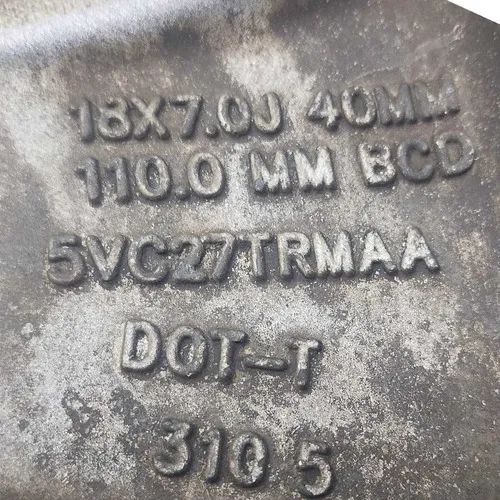 18X7.0J 40MM
110.0 MM BCD
5VC27TRMAA
DOT-T
310 5